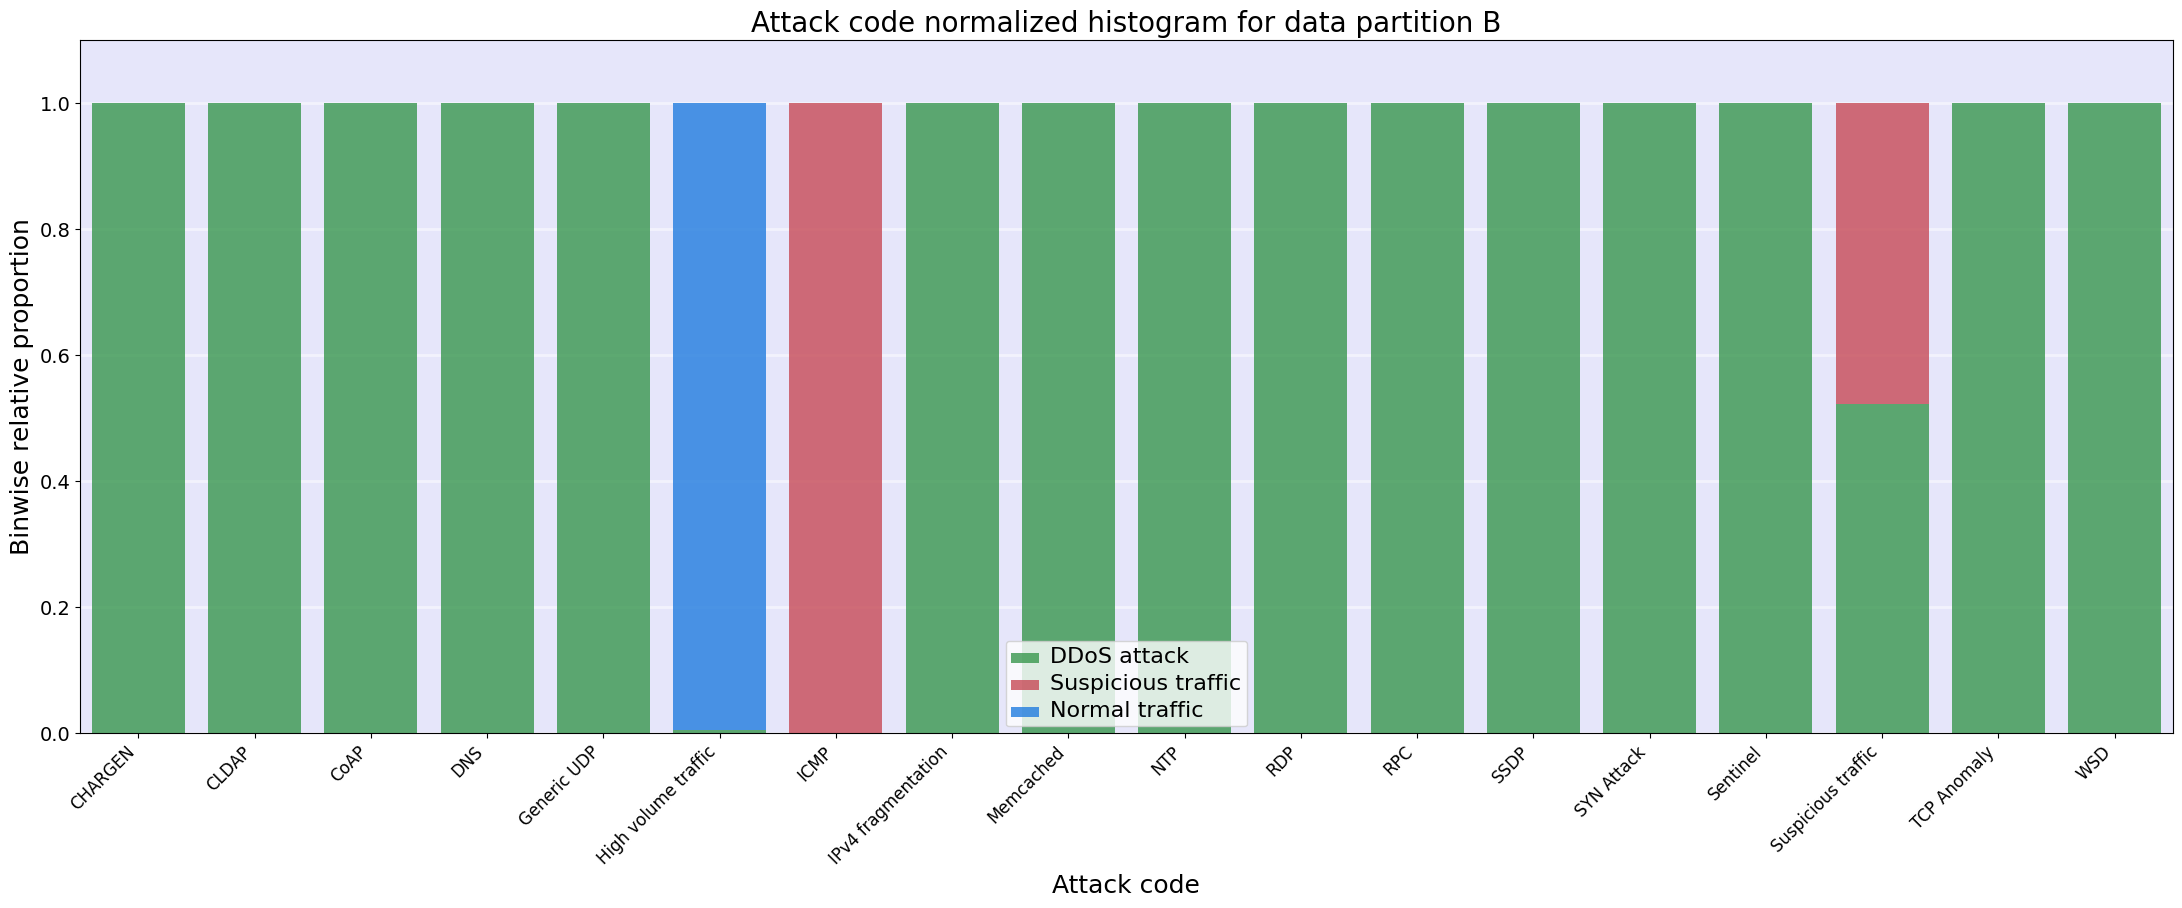 Attack code normalized histogram for data partition B
Binwise relative proportion
1.0
0.8
0.6
0.4
0.2
0.0
DDoS attack
Suspicious traffic
Normal traffic
CHARGEN
CLDAP
CoAP
DNS
Generic UDP
High volume traffic
ICMP
IPv4 fragmentation
Memcached
NTP
RDP
RPC
SSDP
SYN Attack
Sentinel
Suspicious traffic
TCP Anomaly
WSD
Attack code